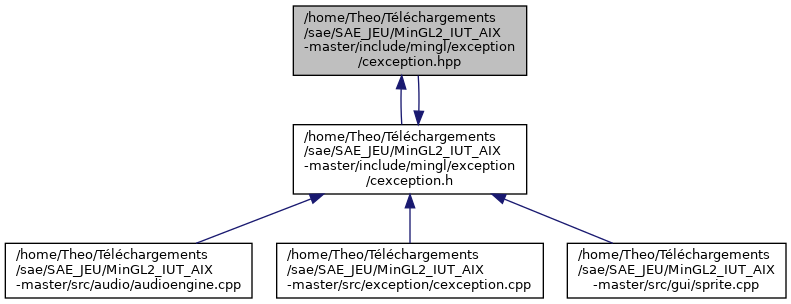 /home/Theo/Téléchargements
/sae/SAE_JEU/MinGL2_IUT_AIX
-master/include/mingl/exception
/cexception.hpp
/home/Theo/Téléchargements
/sae/SAE_JEU/MinGL2_IUT_AIX
-master/include/mingl/exception
/cexception.h
/home/Theo/Téléchargements
/sae/SAE_JEU/MinGL2_IUT_AIX
-master/src/audio/audioengine.cpp
/home/Theo/Téléchargements
/sae/SAE_JEU/MinGL2_IUT_AIX
-master/src/exception/cexception.cpp
/home/Theo/Téléchargements
/sae/SAE_JEU/MinGL2_IUT_AIX
-master/src/gui/sprite.cpp